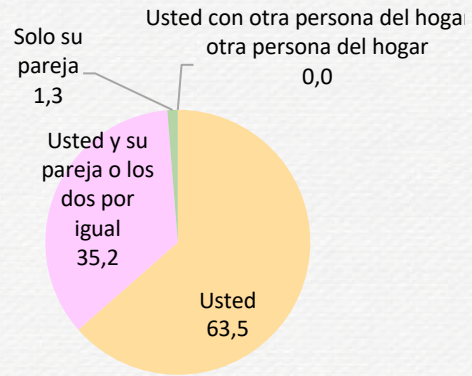 Usted con otra persona del hogar
otra persona del hogar
0,0
Solo su
pareja
1,3
Usted y su
pareja o los
dos por
igual
35,2
Usted
63,5